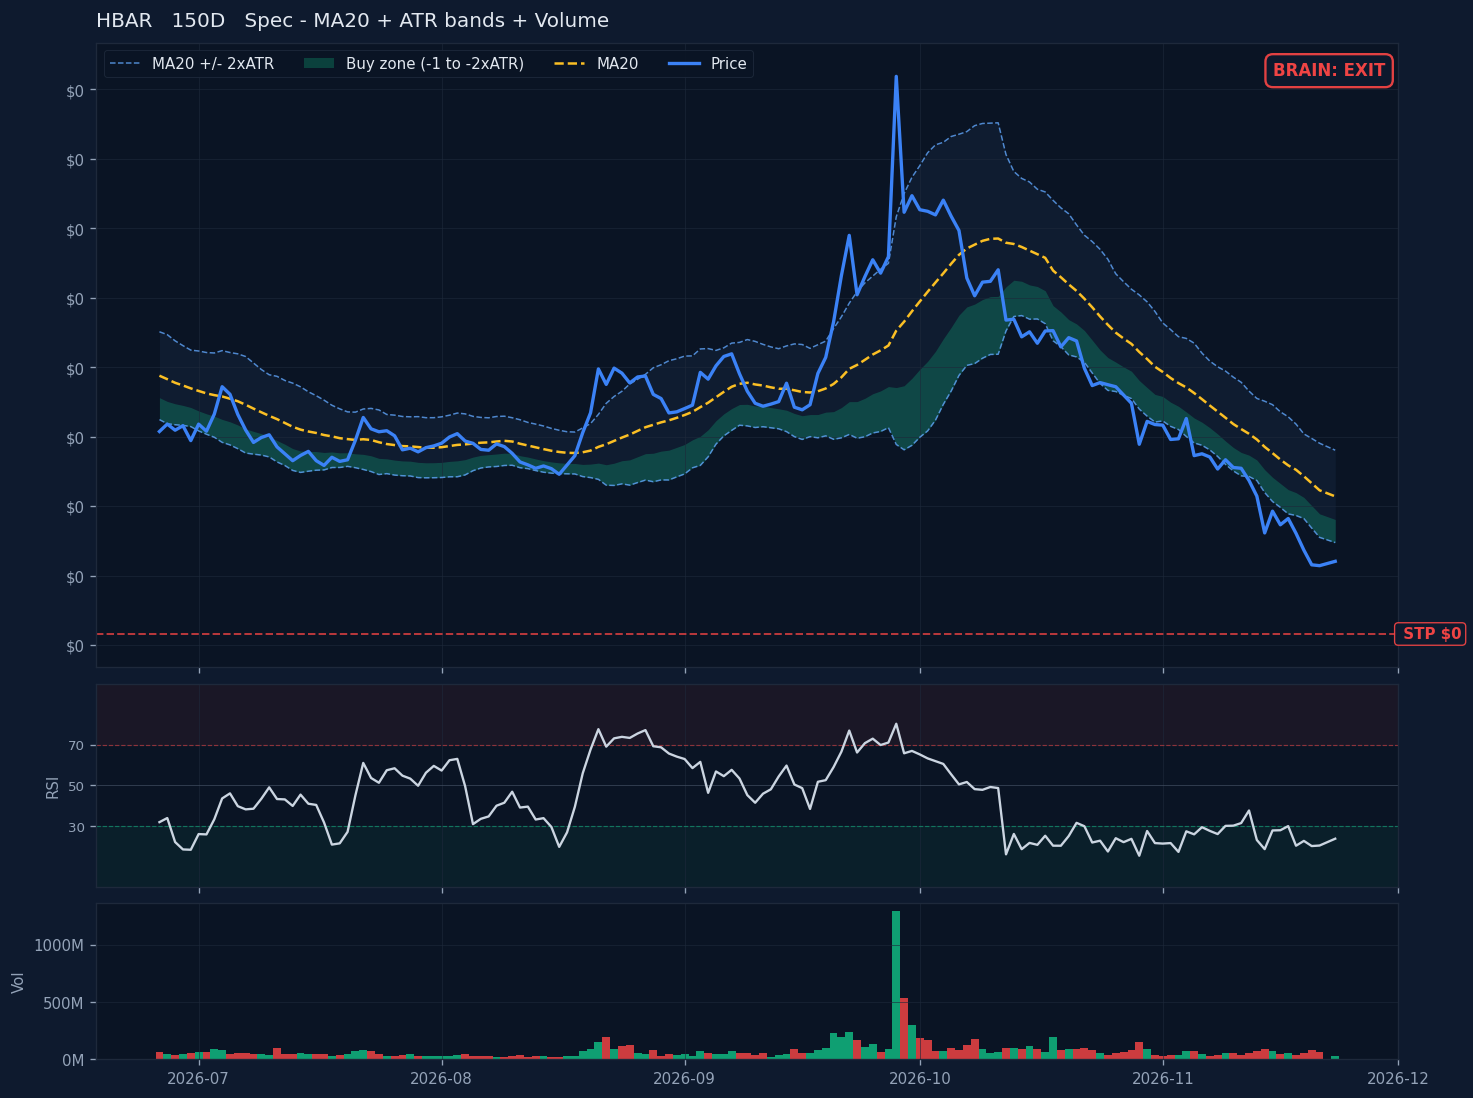 HBAR 150D Spec - MA20 + ATR bands + Volume
MA20 +/- 2xATR Buy zone (-1 to -2xATR) MA20 Price
BRAIN: EXIT
$0
$0
$0
$0
$0
$0
$0
$0
$0
STP $0
RSI
70
50
30
Vol
1000M
500M
0M
2026-07 2026-08 2026-09 2026-10 2026-11 2026-12